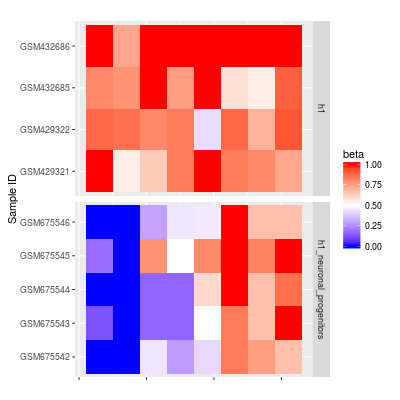 GSM432686
GSM432685
GSM429322
GSM429321
h1
GSM675546
GSM675545
GSM675544
GSM675543
GSM675542
h1_neuronal_progenitors
Sample ID
beta
1.00
0.75
0.50
0.25
0.00